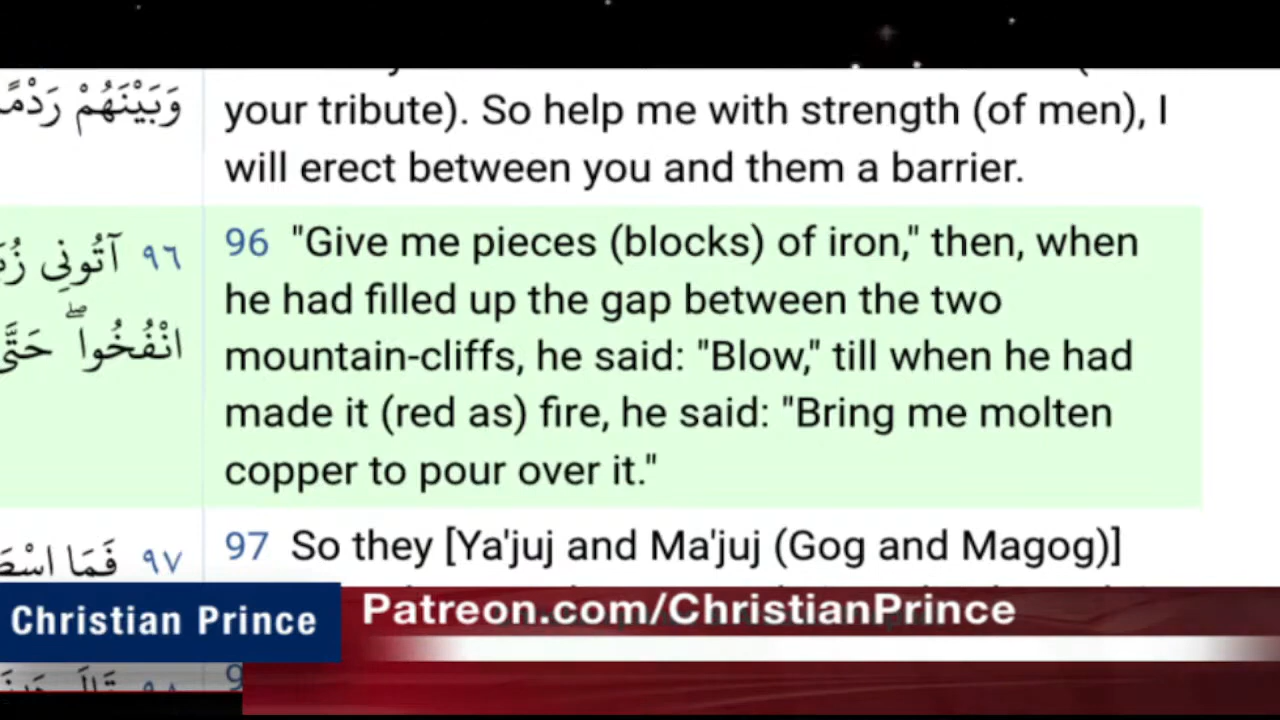 وَبَيْنَهُمْ رَدْمًا
your tribute). So help me with strength (of men), I
will erect between you and them a barrier.
٩٦ آتُونِي
96 "Give me pieces (blocks) of iron," then, when
he had filled up the gap between the two
انْفُخُوا ۖ حَتَّى
mountain-cliffs, he said: "Blow," till when he had
made it (red as) fire, he said: "Bring me molten
copper to pour over it."
٩٧ فَمَا
97 So they [Ya'juj and Ma'juj (Gog and Magog)]
Christian Prince
Patreon.com/ChristianPrince
٩٨